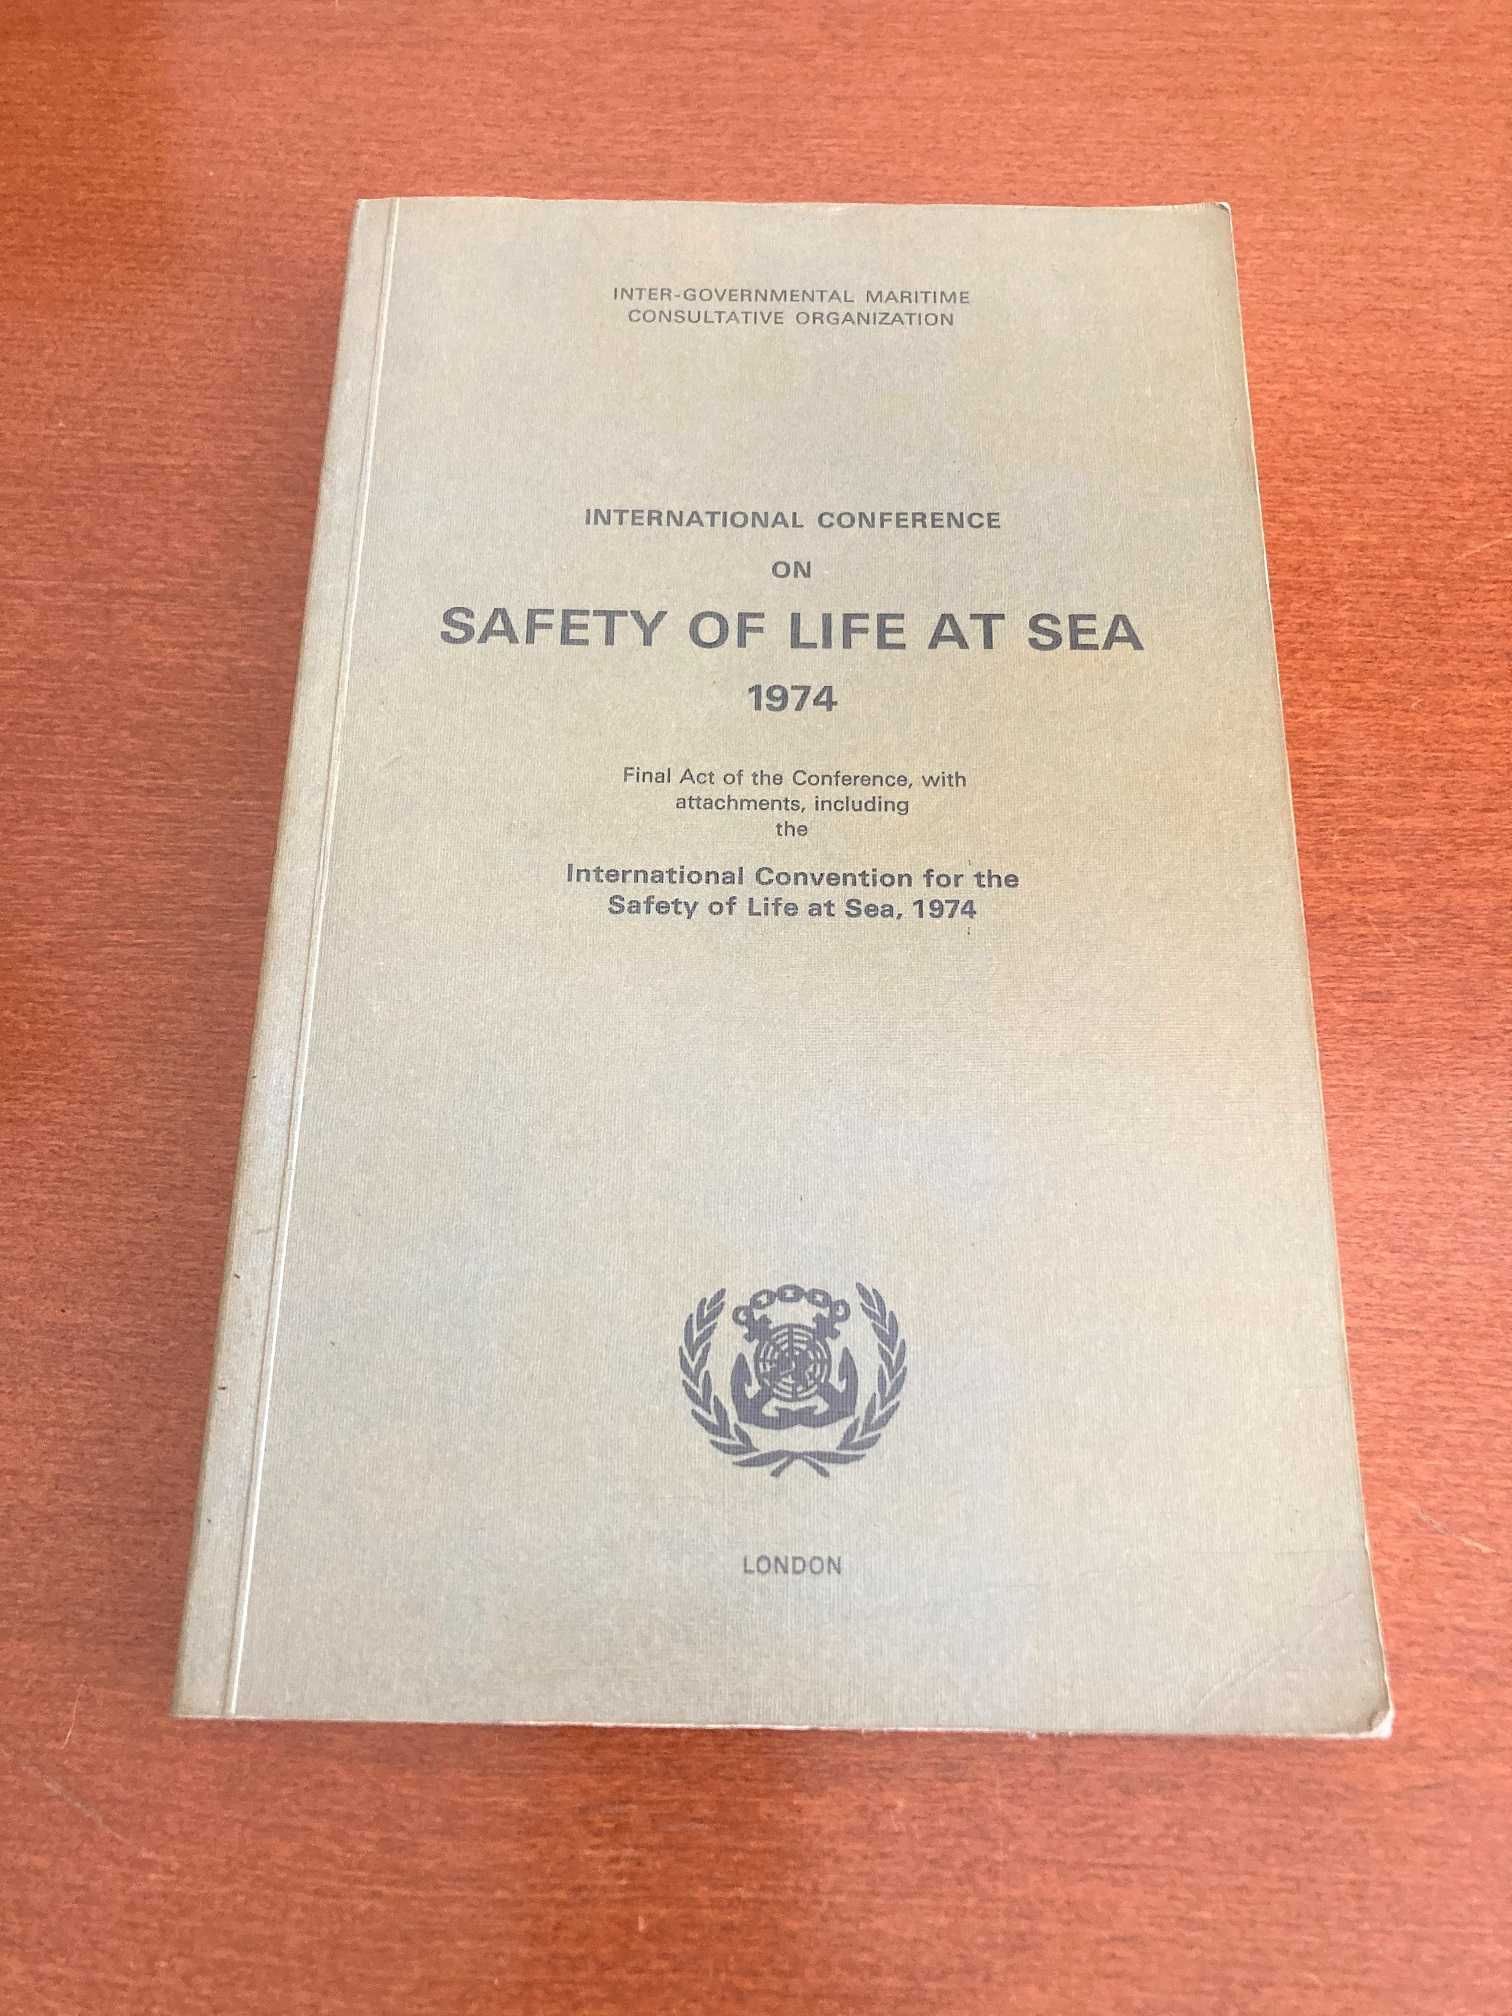 INTER-GOVERNMENTAL MARITIME
CONSULTATIVE ORGANIZATION
INTERNATIONAL CONFERENCE
ON
SAFETY OF LIFE AT SEA
1974
Final Act of the Conference, with
attachments, including
the
International Convention for the
Safety of Life at Sea, 1974
LONDON